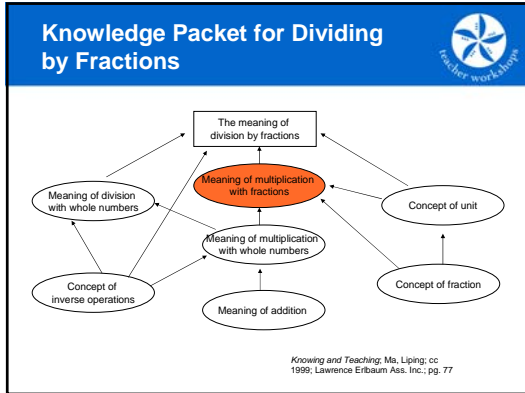 Knowledge Packet for Dividing
by Fractions
teacher workshops
The meaning of
division by fractions
Meaning of multiplication
with fractions
Meaning of division
with whole numbers
Concept of unit
Meaning of multiplication
with whole numbers
Concept of
inverse operations
Concept of fraction
Meaning of addition
Knowing and Teaching; Ma, Liping; cc
1999; Lawrence Erlbaum Ass. Inc.; pg. 77